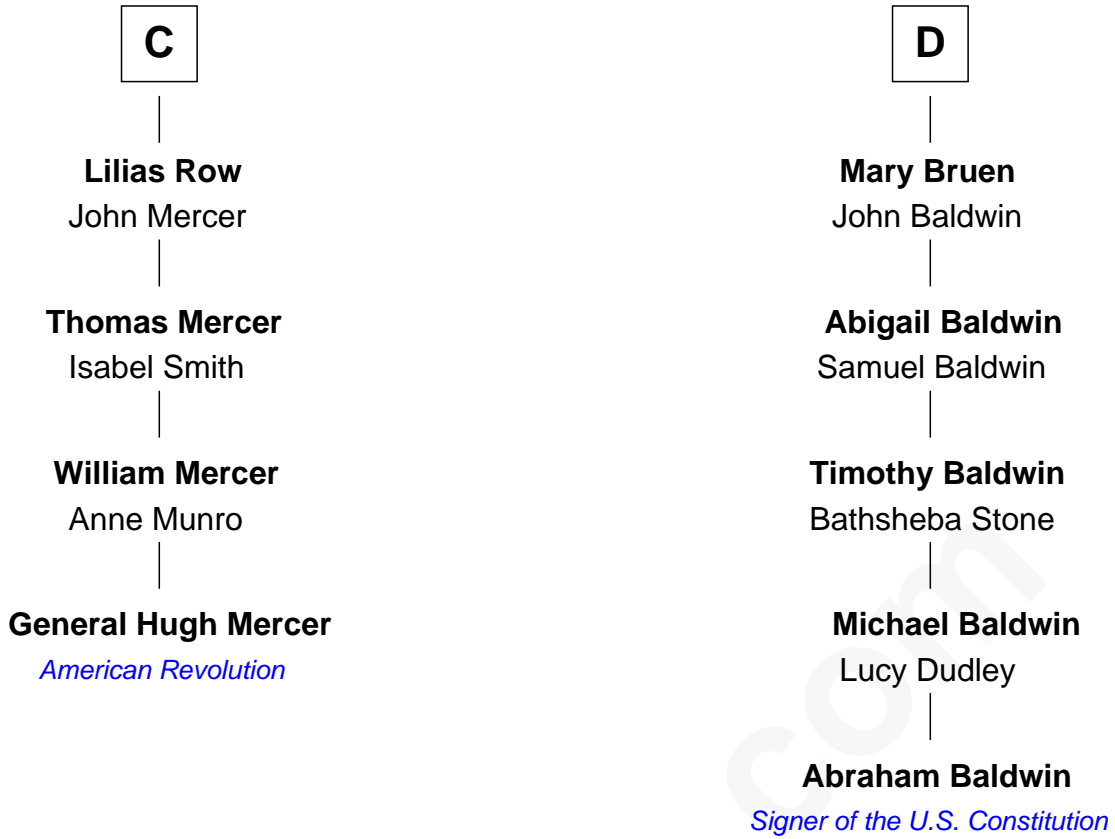 C
Lilias Row
John Mercer
Thomas Mercer
Isabel Smith
William Mercer
Anne Munro
General Hugh Mercer
American Revolution
D
Mary Bruen
John Baldwin
Abigail Baldwin
Samuel Baldwin
Timothy Baldwin
Bathsheba Stone
Michael Baldwin
Lucy Dudley
Abraham Baldwin
Signer of the U.S. Constitution
com